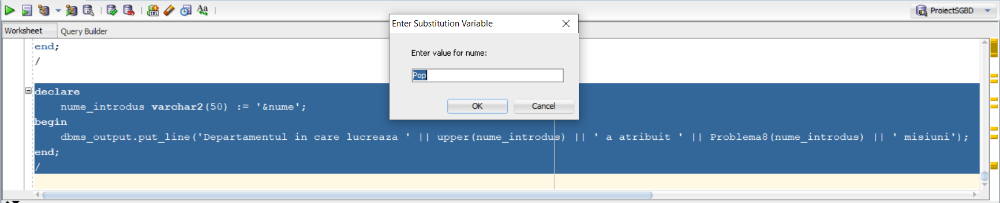 ProiectSGBD
Worksheet
Query Builder
end;
/
declare
nume_introdus varchar2(50) := '&nume';
begin
dbms_output.put_line('Departamentul in care lucreaza ' || upper(nume_introdus) || ' a atribuit ' || Problema8(nume_introdus) || ' misiuni');
end;
/
Enter Substitution Variable
Enter value for nume:
Pop
OK
Cancel